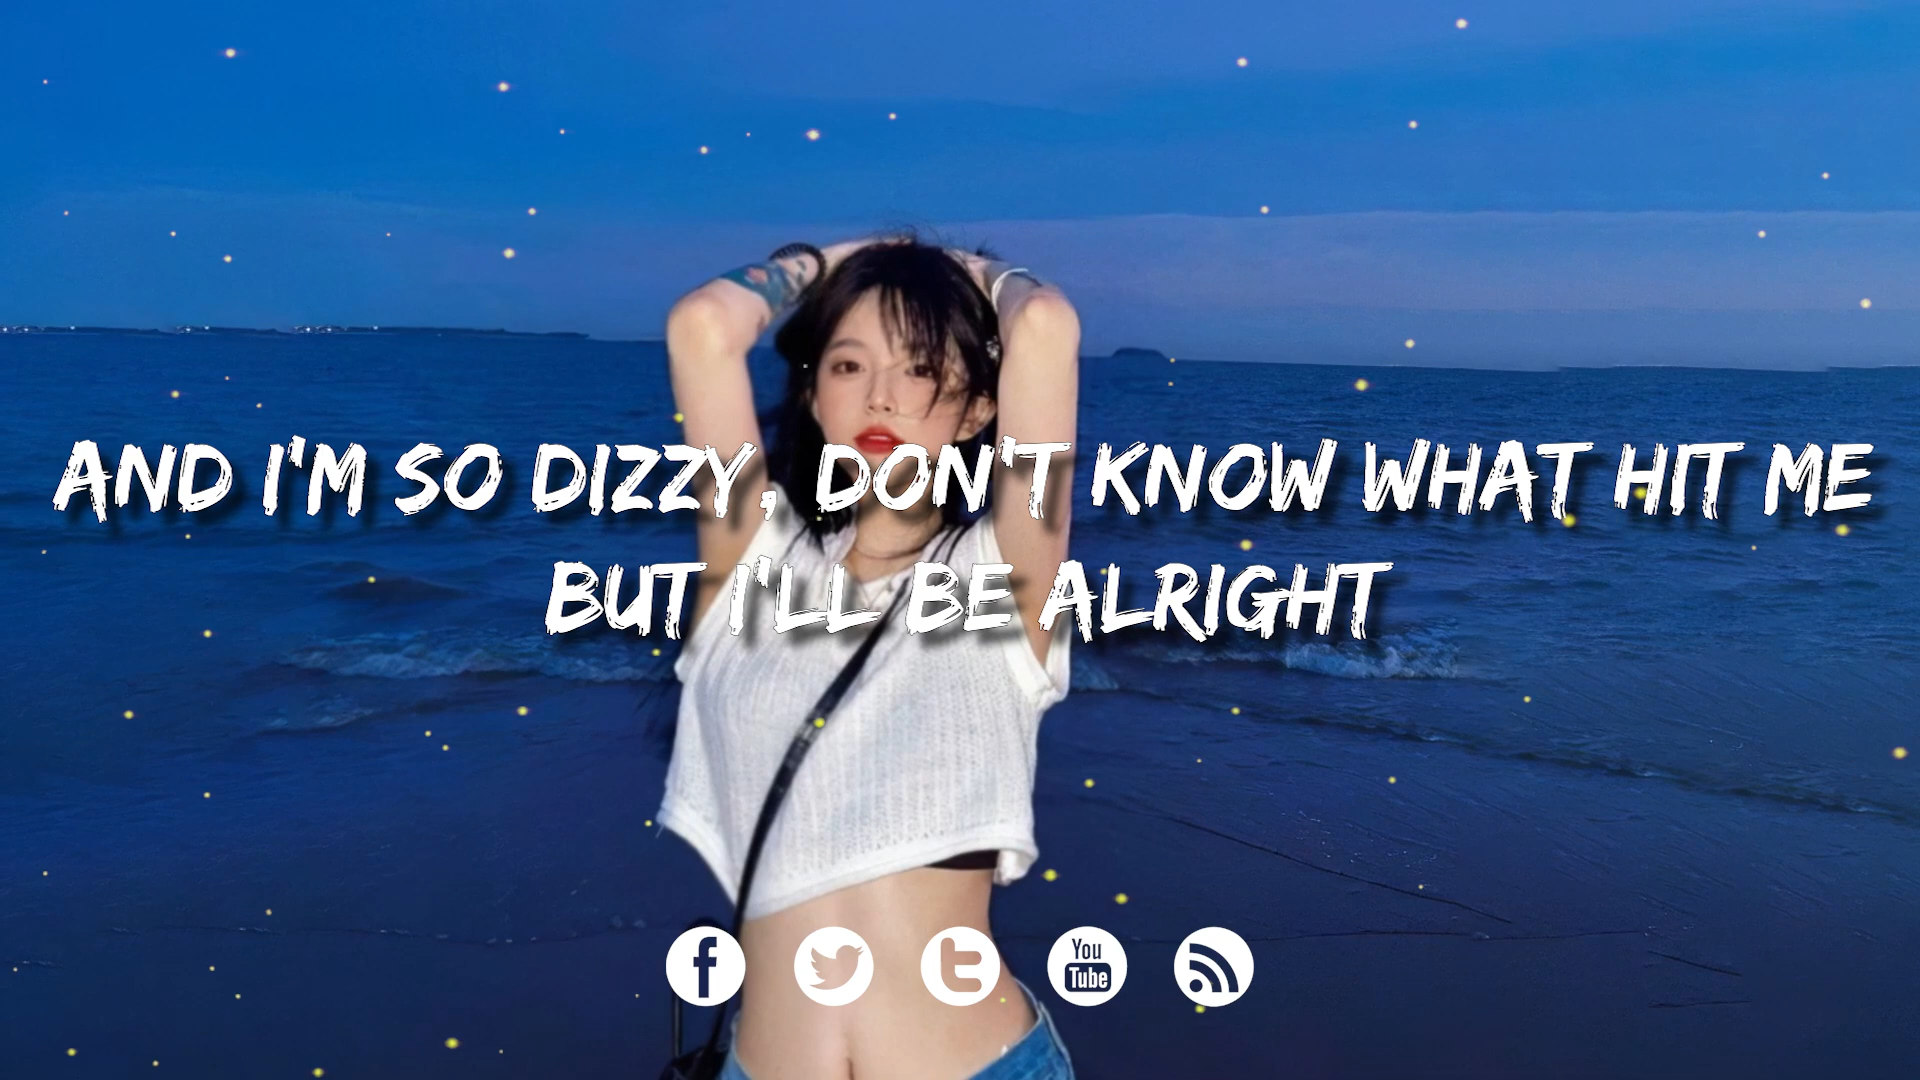 AND I'M SO DIZZY, DON'T KNOW WHAT HIT ME
BUT I'LL BE ALRIGHT
You
Tube